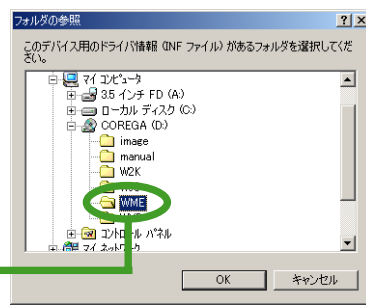 フォルダの参照
このデバイス用のドライバ情報 (INF ファイル) があるフォルダを選択してくだ
さい。
マイ コンピュータ
3.5 インチ FD (A:)
ローカル ディスク (C:)
COREGA (D:)
image
manual
W2K
WME
コントロール パネル
マイ ネットワーク
OK
キャンセル